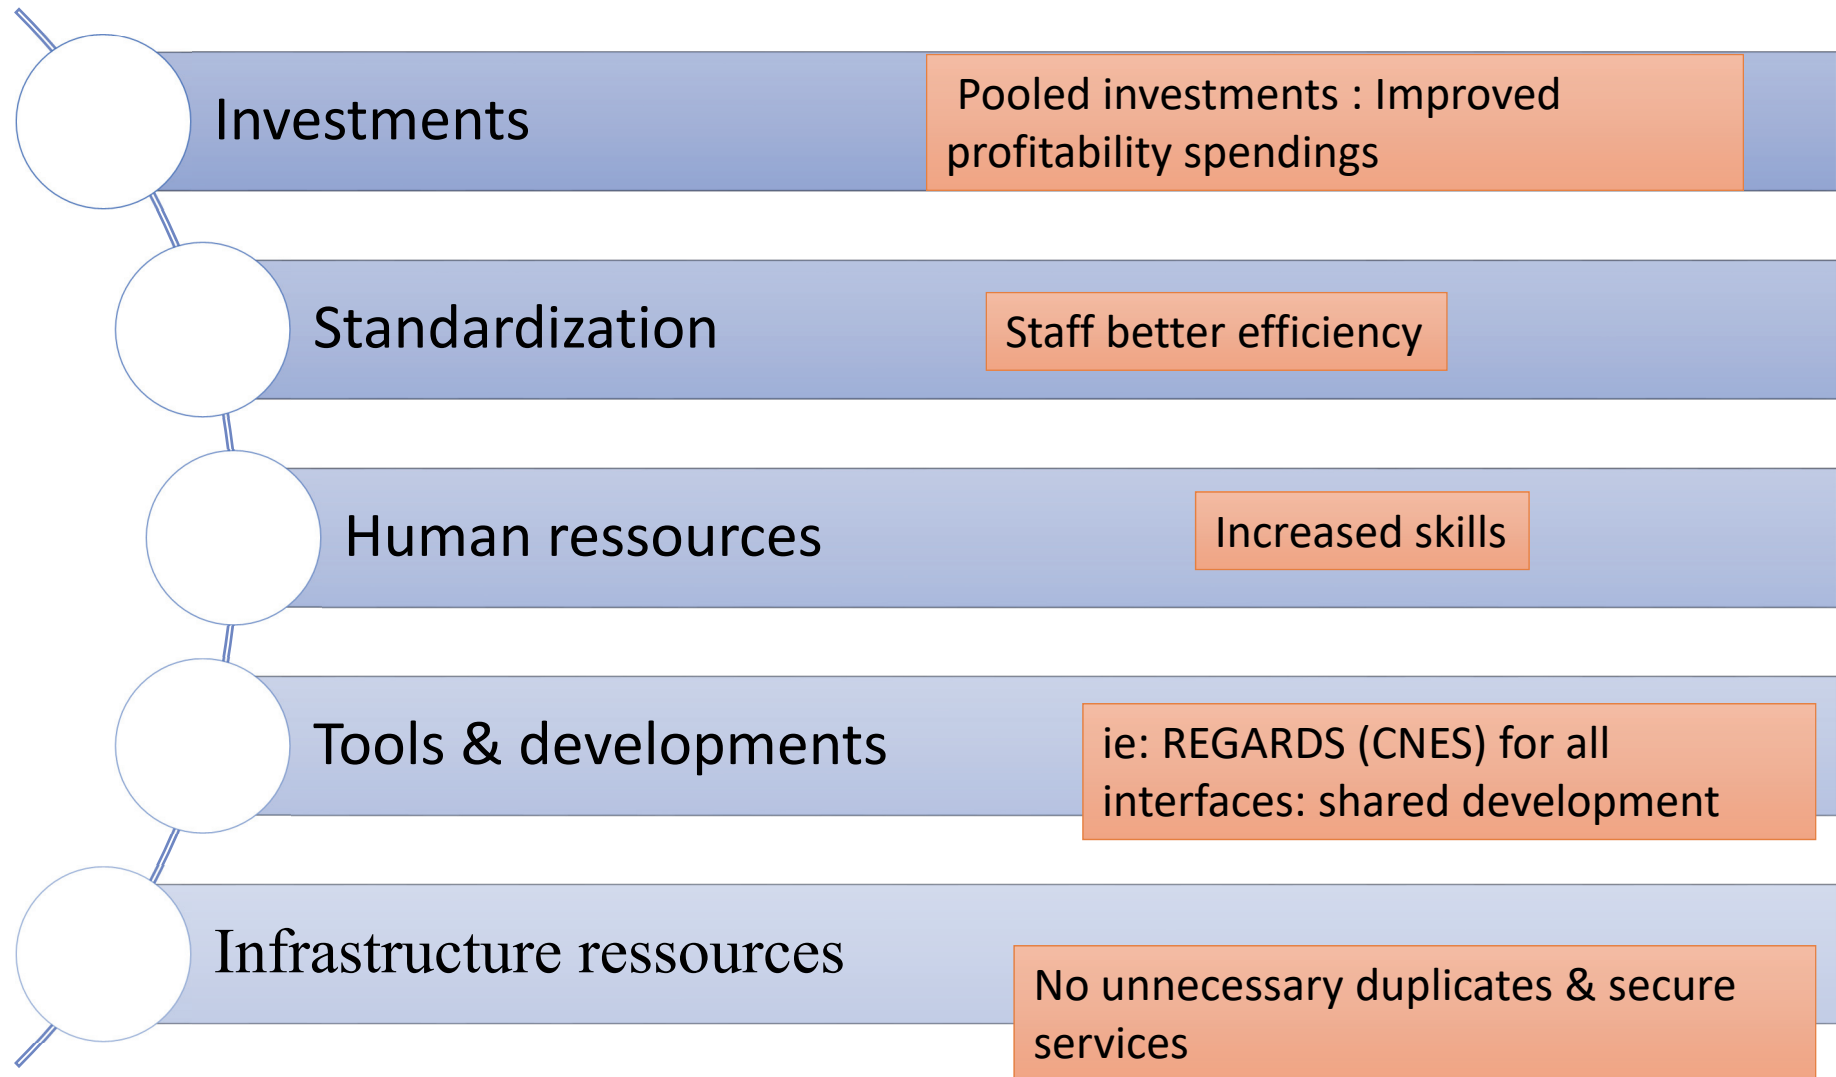 Investments
Pooled investments : Improved
profitability spendings
Standardization
Staff better efficiency
Human ressources
Increased skills
Tools & developments
ie: REGARDS (CNES) for all
interfaces: shared development
Infrastructure ressources
No unnecessary duplicates & secure
services